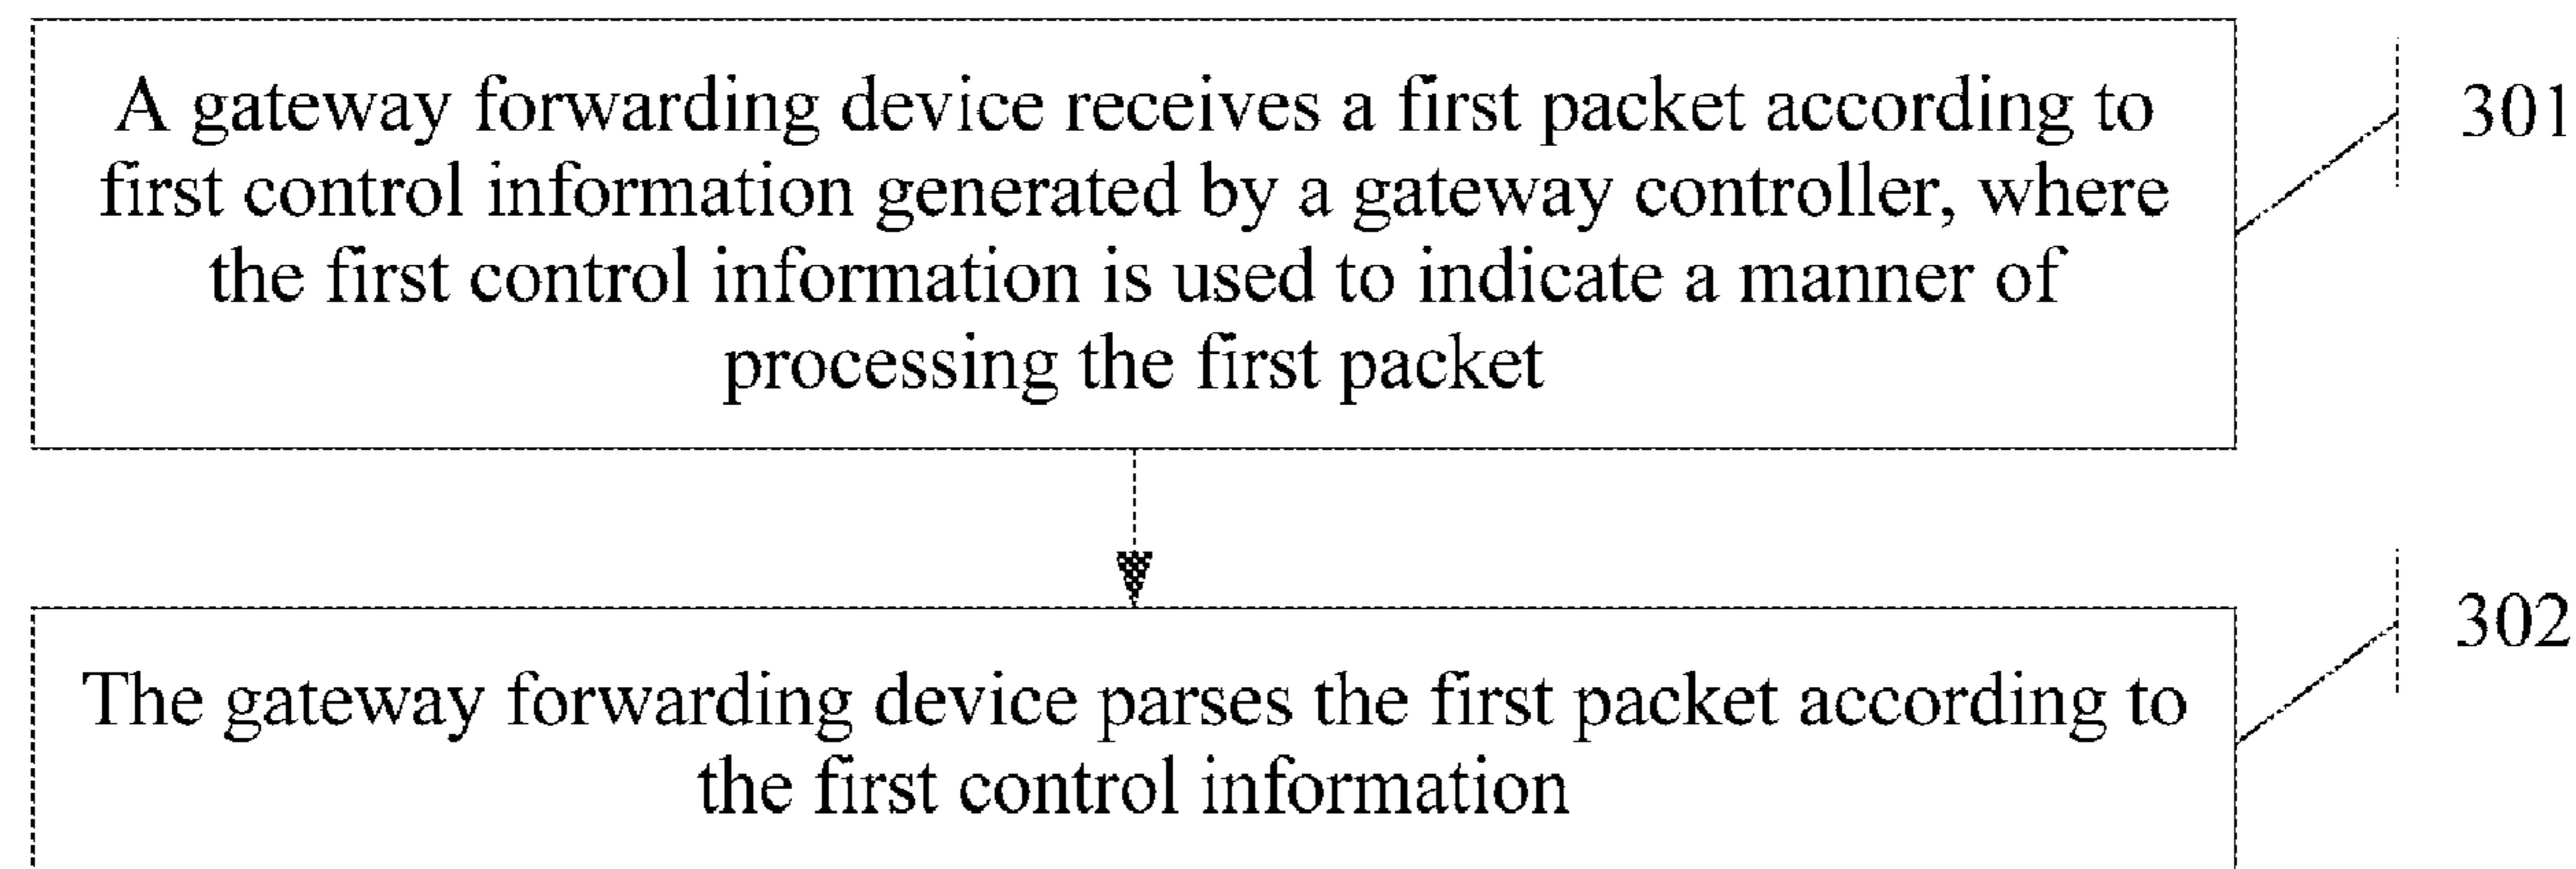 A gateway forwarding device receives a first packet according to
first control information generated by a gateway controller, where
the first control information is used to indicate a manner of
processing the first packet
301
The gateway forwarding device parses the first packet according to
the first control information
302